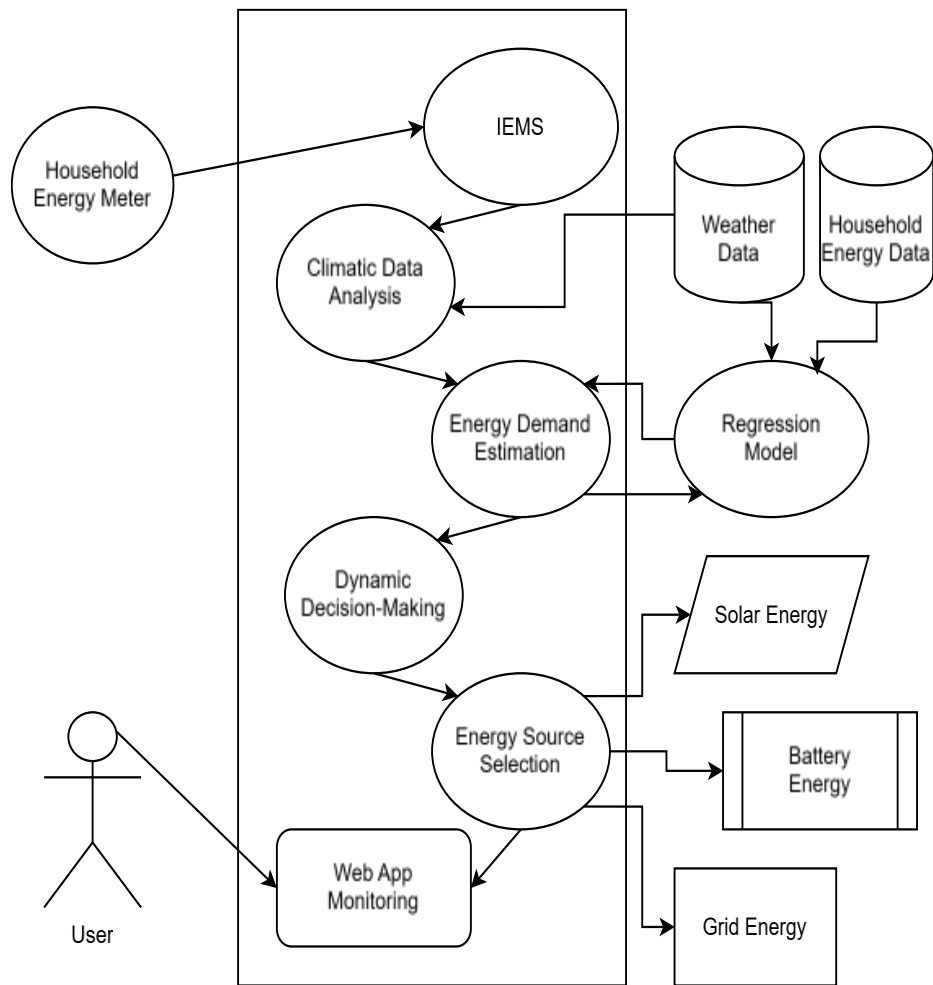 IEMS
Household
Energy Meter
Weather
Data
Household
Energy Data
Climatic Data
Analysis
Energy Demand
Estimation
Regression
Model
Dynamic
Decision-Making
Solar Energy
Energy Source
Selection
Battery
Energy
Web App
Monitoring
User
Grid Energy